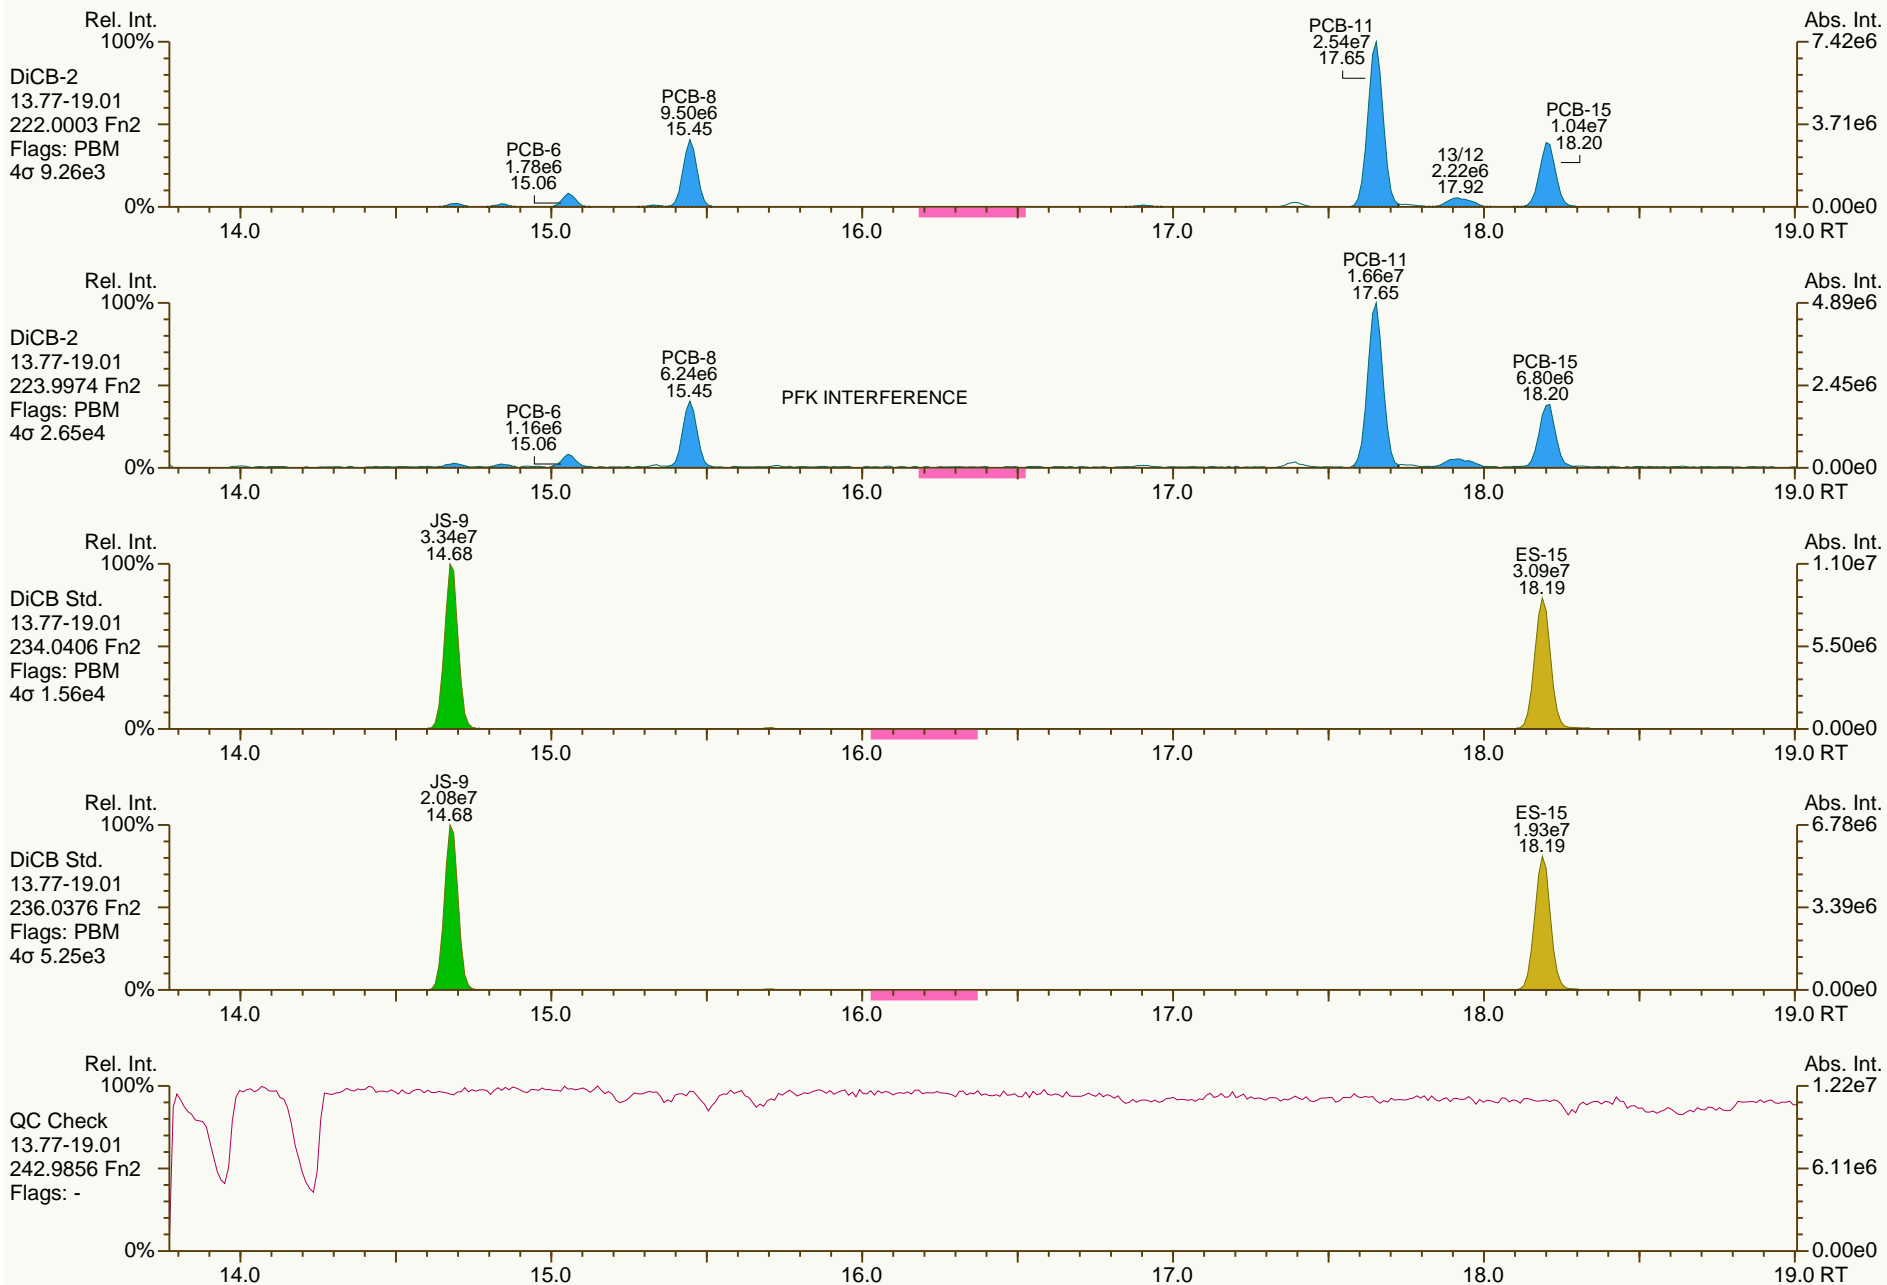 Rel. Int.
100%
0%
DiCB-2
13.77-19.01
222.0003 Fn2
Flags: PBM
4σ 9.26e3
PCB-6
1.78e6
15.06
PCB-8
9.50e6
15.45
PCB-11
2.54e7
17.65
13/12
2.22e6
17.92
PCB-15
1.04e7
18.20
Abs. Int.
7.42e6
3.71e6
0.00e0
14.0 15.0 16.0 17.0 18.0 19.0 RT
Rel. Int.
100%
0%
DiCB-2
13.77-19.01
223.9974 Fn2
Flags: PBM
4σ 2.65e4
PCB-6
1.16e6
15.06
PCB-8
6.24e6
15.45
PFK INTERFERENCE
PCB-11
1.66e7
17.65
PCB-15
6.80e6
18.20
Abs. Int.
4.89e6
2.45e6
0.00e0
14.0 15.0 16.0 17.0 18.0 19.0 RT
Rel. Int.
100%
0%
DiCB Std.
13.77-19.01
234.0406 Fn2
Flags: PBM
4σ 1.56e4
JS-9
3.34e7
14.68
ES-15
3.09e7
18.19
Abs. Int.
1.10e7
5.50e6
0.00e0
14.0 15.0 16.0 17.0 18.0 19.0 RT
Rel. Int.
100%
0%
DiCB Std.
13.77-19.01
236.0376 Fn2
Flags: PBM
4σ 5.25e3
JS-9
2.08e7
14.68
ES-15
1.93e7
18.19
Abs. Int.
6.78e6
3.39e6
0.00e0
14.0 15.0 16.0 17.0 18.0 19.0 RT
Rel. Int.
100%
0%
QC Check
13.77-19.01
242.9856 Fn2
Flags: -
Abs. Int.
1.22e7
6.11e6
0.00e0
14.0 15.0 16.0 17.0 18.0 19.0 RT